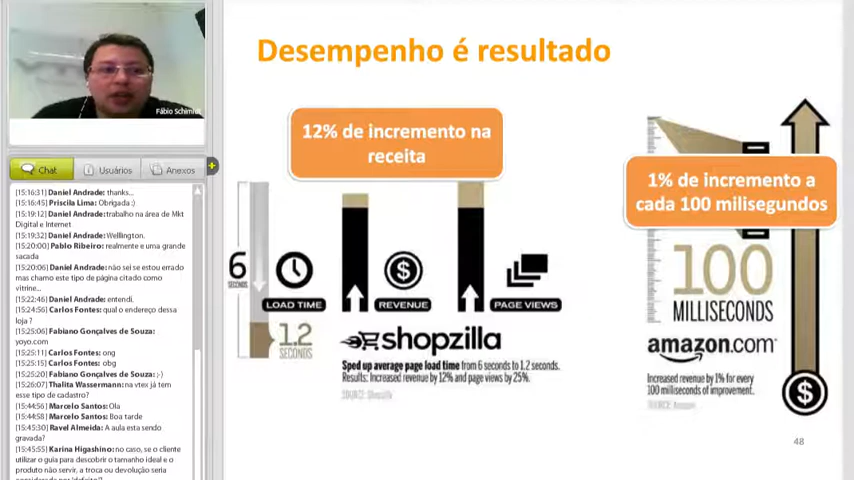 Fábio Schimidt
Chat
Usuários
Anexos
[15:16:31] Daniel Andrade: thanks...
[15:16:45] Priscila Lima: Obrigada :)
[15:19:12] Daniel Andrade: trabalho na área de Mkt
Digital e Internet
[15:19:32] Daniel Andrade: Welllington.
[15:20:00] Pablo Ribeiro: realmente e uma grande
sacada
[15:20:06] Daniel Andrade: não sei se estou errado
mas chamo este tipo de página citado como
vitrine...
[15:22:46] Daniel Andrade: entendi.
[15:24:56] Carlos Fontes: qual o endereço dessa
loja ?
[15:25:06] Fabiano Gonçalves de Souza:
yoyo.com
[15:25:11] Carlos Fontes: ong
[15:25:15] Carlos Fontes: obg
[15:25:20] Fabiano Gonçalves de Souza: ;-)
[15:26:07] Thalita Wassermann: na vtex já tem
esse tipo de cadastro?
[15:44:56] Marcelo Santos: Ola
[15:44:58] Marcelo Santos: Boa tarde
[15:45:30] Ravel Almeida: A aula esta sendo
gravada?
[15:45:55] Karina Higashino: no caso, se o cliente
utilizar o guia para descobrir o tamanho ideal e o
produto não servir, a troca ou devolução seria
Desempenho é resultado
12% de incremento na
receita
6
SECONDS
LOAD TIME
1.2
SECONDS
REVENUE
PAGE VIEWS
shopzilla
Sped up average page load time from 6 seconds to 1.2 seconds.
Results: Increased revenue by 12% and page views by 25%.
SOURCE: Shopzilla
1% de incremento a
cada 100 milisegundos
100
MILLISECONDS
amazon.com
Increased revenue by 1% for every
100 milliseconds of improvement.
SOURCE: Amazon
48